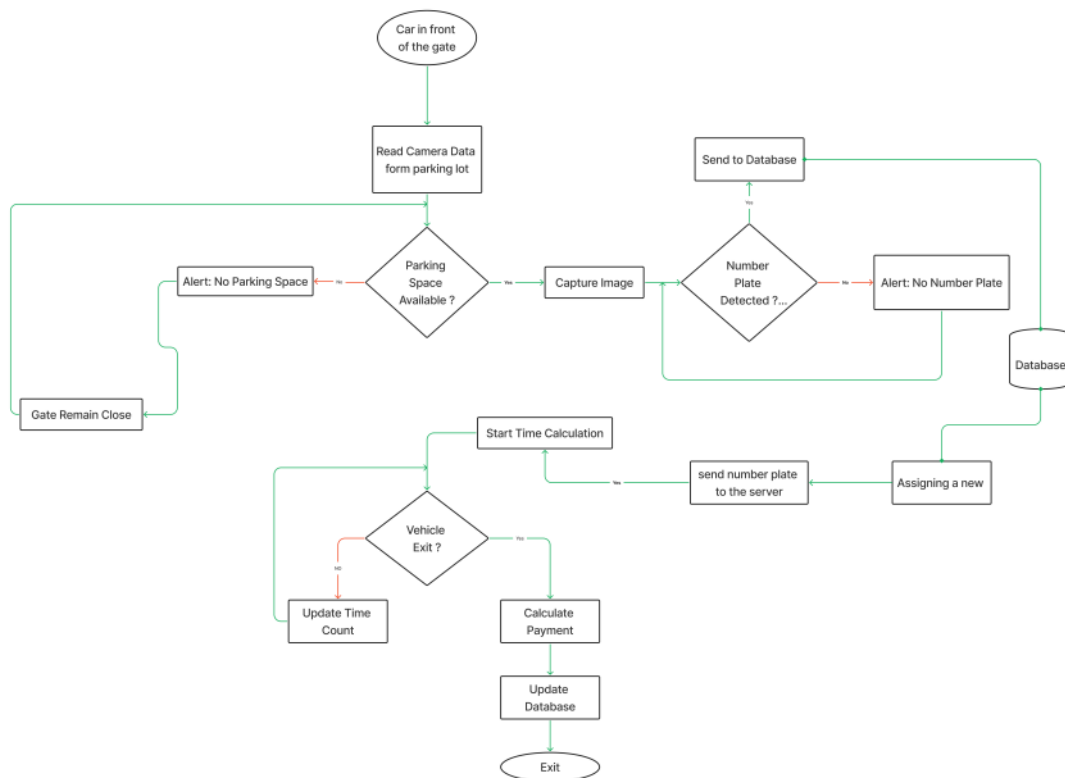 Car in front
of the gate
Read Camera Data
form parking lot
Send to Database
Yes
Parking
Space
Available ?
No
Alert: No Parking Space
Yes
Capture Image
Number
Plate
Detected ?...
No
Alert: No Number Plate
Database
Gate Remain Close
Start Time Calculation
Yes
send number plate
to the server
Assigning a new
Vehicle
Exit ?
Yes
NO
Update Time
Count
Calculate
Payment
Update
Database
Exit